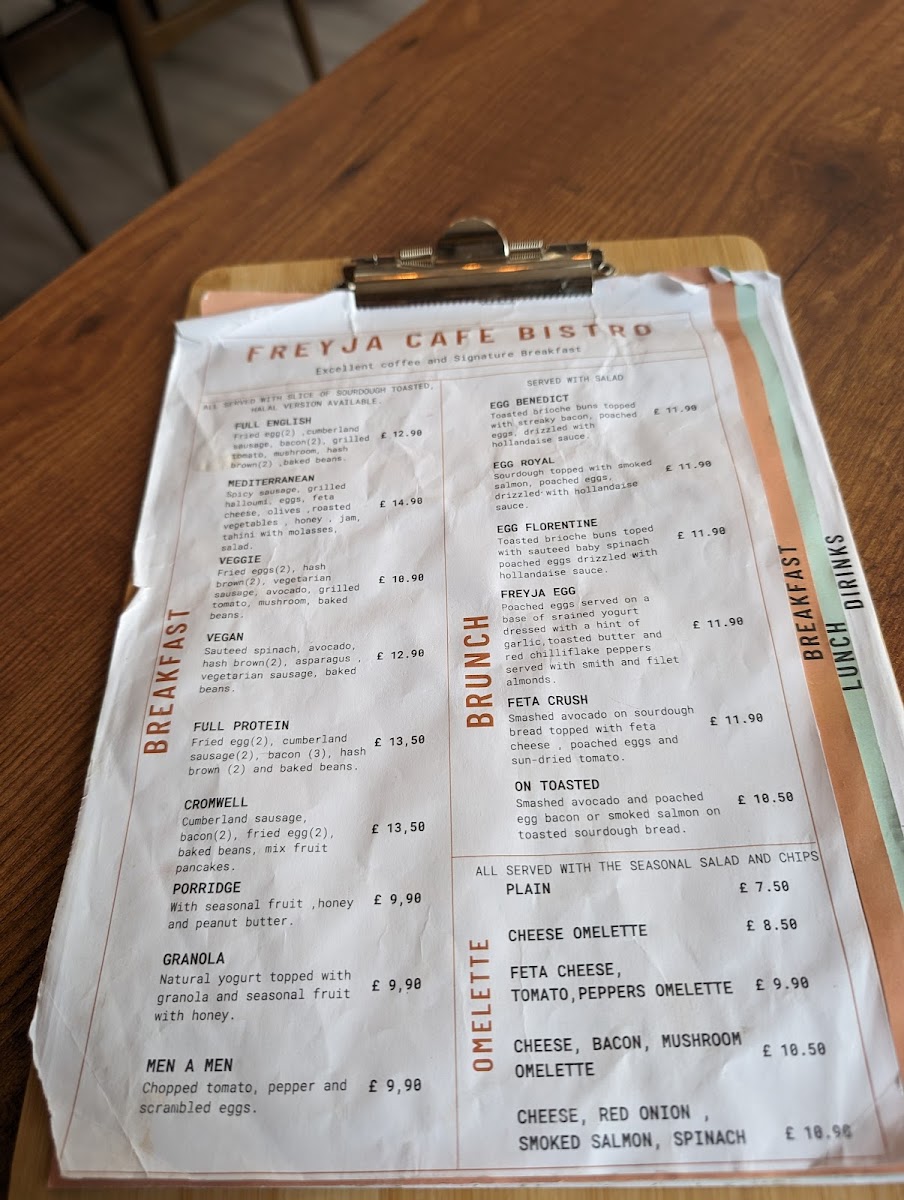 FREYJA CAFE BISTRO
Excellent coffee and Signature Breakfast
ALL SERVED WITH SLICE OF SOURDOUGH TOASTED,
HALAL VERSION AVAILABLE.
BREAKFAST
FULL ENGLISH
Fried egg(2) ,cumberland
sausage, bacon(2), grilled
tomato, mushroom, hash
brown(2) ,baked beans.
£ 12.90
MEDITERRANEAN
Spicy sausage, grilled
halloumi, eggs, feta
cheese, olives ,roasted
vegetables , honey , jam,
tahini with molasses,
salad.
£ 14.90
VEGGIE
Fried eggs(2), hash
brown(2), vegetarian
sausage, avocado, grilled
tomato, mushroom, baked
beans.
£ 10.90
VEGAN
Sauteed spinach, avocado,
hash brown(2), asparagus ,
vegetarian sausage, baked
beans.
£ 12.90
FULL PROTEIN
Fried egg(2), cumberland
sausage(2), bacon (3), hash
brown (2) and baked beans.
£ 13,50
CROMWELL
Cumberland sausage,
bacon(2), fried egg(2),
baked beans, mix fruit
pancakes.
£ 13,50
PORRIDGE
With seasonal fruit ,honey
and peanut butter.
£ 9,90
GRANOLA
Natural yogurt topped with
granola and seasonal fruit
with honey.
£ 9,90
MEN A MEN
Chopped tomato, pepper and
scrambled eggs.
£ 9,90
SERVED WITH SALAD
BRUNCH
EGG BENEDICT
Toasted brioche buns topped
with streaky bacon, poached
eggs, drizzled with
hollandaise sauce.
£ 11.90
EGG ROYAL
Sourdough topped with smoked
salmon, poached eggs,
drizzled with hollandaise
sauce.
£ 11.90
EGG FLORENTINE
Toasted brioche buns toped
with sauteed baby spinach
poached eggs drizzled with
hollandaise sauce.
£ 11.90
FREYJA EGG
Poached eggs served on a
base of srained yogurt
dressed with a hint of
garlic,toasted butter and
red chilliflake peppers
served with smith and filet
almonds.
£ 11.90
FETA CRUSH
Smashed avocado on sourdough
bread topped with feta
cheese , poached eggs and
sun-dried tomato.
£ 11.90
ON TOASTED
Smashed avocado and poached
egg bacon or smoked salmon on
toasted sourdough bread.
£ 10.50
ALL SERVED WITH THE SEASONAL SALAD AND CHIPS
OMELETTE
PLAIN
£ 7.50
CHEESE OMELETTE
£ 8.50
FETA CHEESE,
TOMATO,PEPPERS OMELETTE
£ 9.90
CHEESE, BACON, MUSHROOM
OMELETTE
£ 10.50
CHEESE, RED ONION ,
SMOKED SALMON, SPINACH
£ 10.90
BREAKFAST
LUNCH DIRINKS